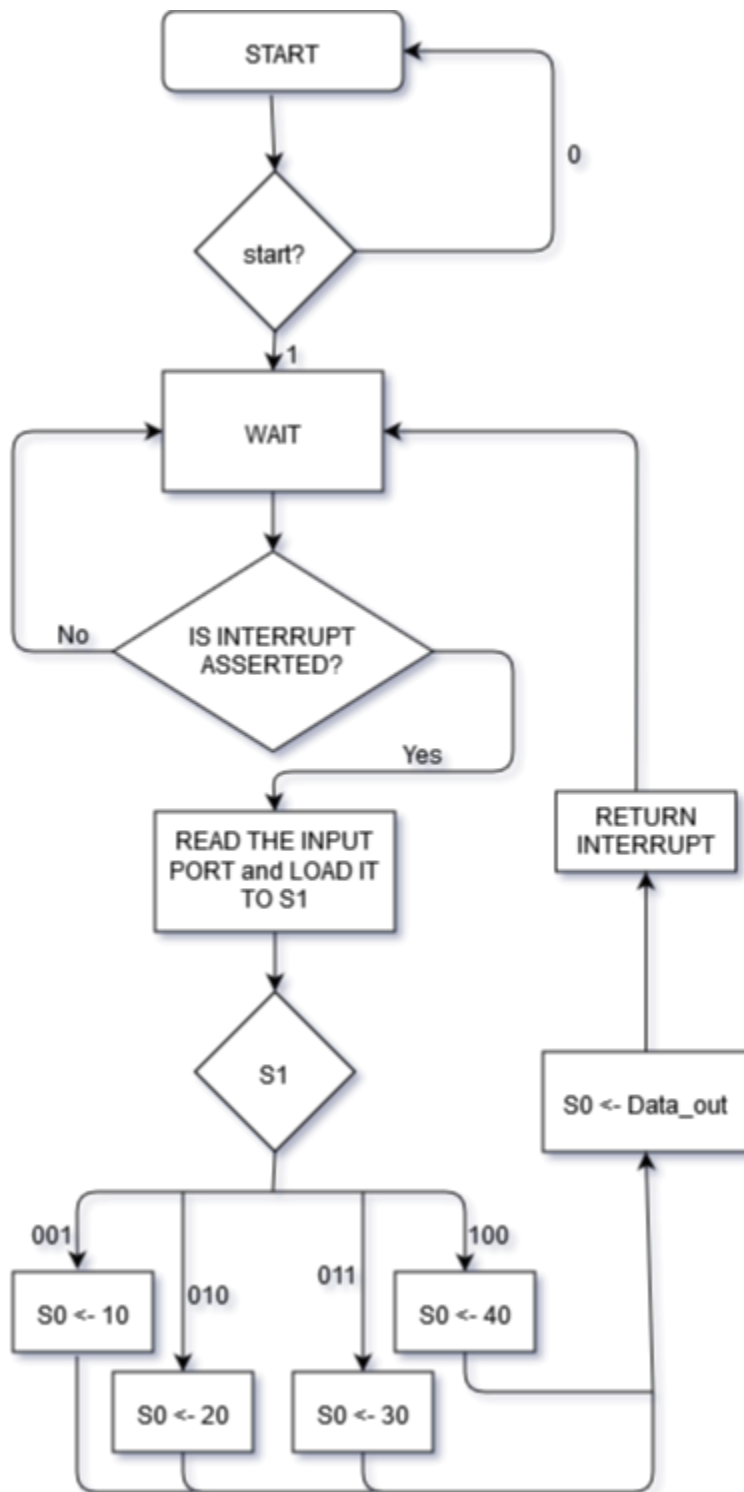 START
0
start?
1
WAIT
No
IS INTERRUPT
ASSERTED?
Yes
READ THE INPUT
PORT and LOAD IT
TO S1
RETURN
INTERRUPT
S1
S0 <- Data_out
001
010
011
100
S0 <- 10
S0 <- 20
S0 <- 30
S0 <- 40